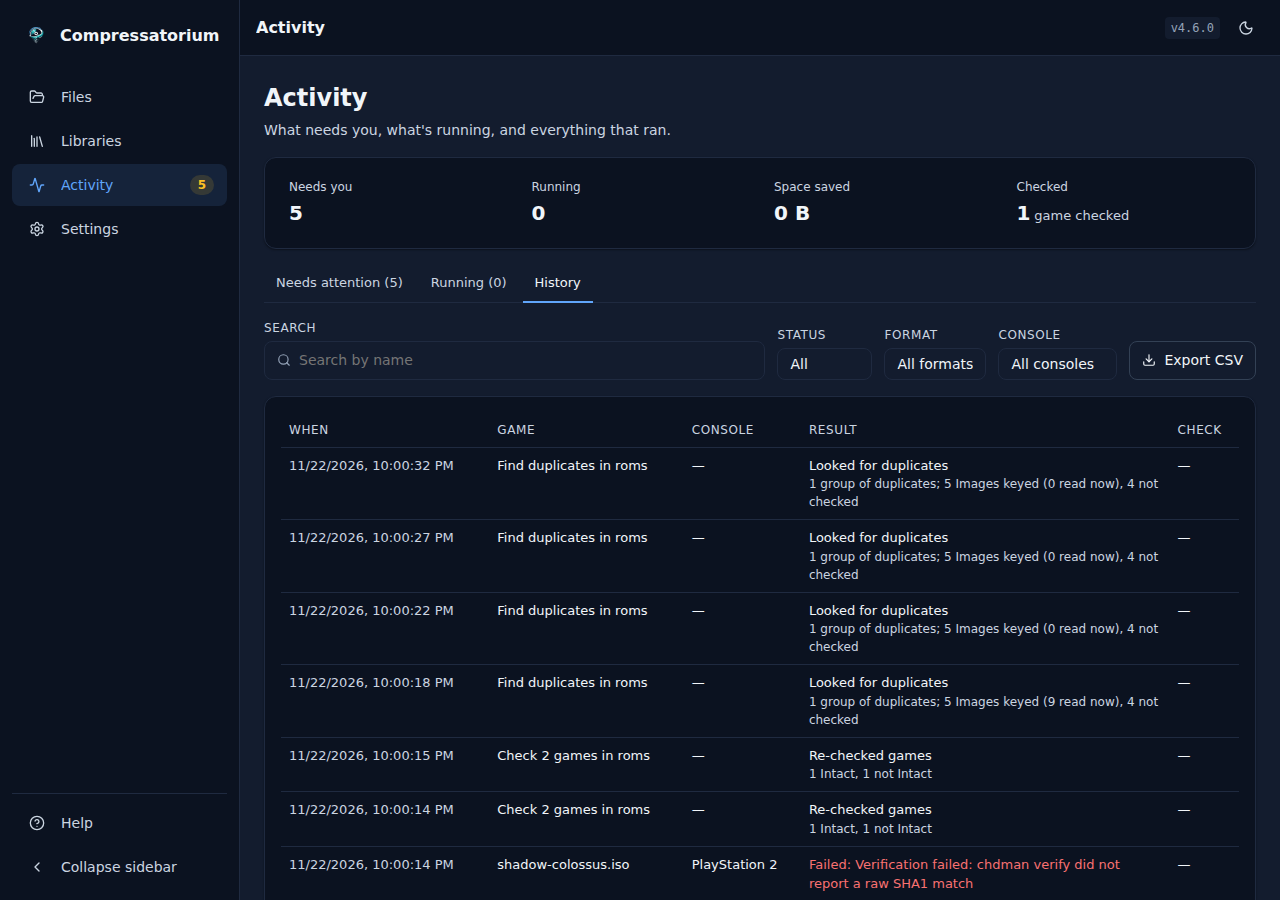 Compressatorium
Files
Libraries
Activity 5
Settings
Help
Collapse sidebar
Activity
v4.6.0
Activity
What needs you, what's running, and everything that ran.
Needs you Running Space saved Checked
5 0 0 B 1 game checked
Needs attention (5) Running (0) History
SEARCH STATUS FORMAT CONSOLE
Search by name All All formats All consoles Export CSV
WHEN GAME CONSOLE RESULT CHECK
11/22/2026, 10:00:32 PM Find duplicates in roms — Looked for duplicates —
1 group of duplicates; 5 Images keyed (0 read now), 4 not
checked
11/22/2026, 10:00:27 PM Find duplicates in roms — Looked for duplicates —
1 group of duplicates; 5 Images keyed (0 read now), 4 not
checked
11/22/2026, 10:00:22 PM Find duplicates in roms — Looked for duplicates —
1 group of duplicates; 5 Images keyed (0 read now), 4 not
checked
11/22/2026, 10:00:18 PM Find duplicates in roms — Looked for duplicates —
1 group of duplicates; 5 Images keyed (9 read now), 4 not
checked
11/22/2026, 10:00:15 PM Check 2 games in roms — Re-checked games —
1 Intact, 1 not Intact
11/22/2026, 10:00:14 PM Check 2 games in roms — Re-checked games —
1 Intact, 1 not Intact
11/22/2026, 10:00:14 PM shadow-colossus.iso PlayStation 2 Failed: Verification failed: chdman verify did not —
report a raw SHA1 match